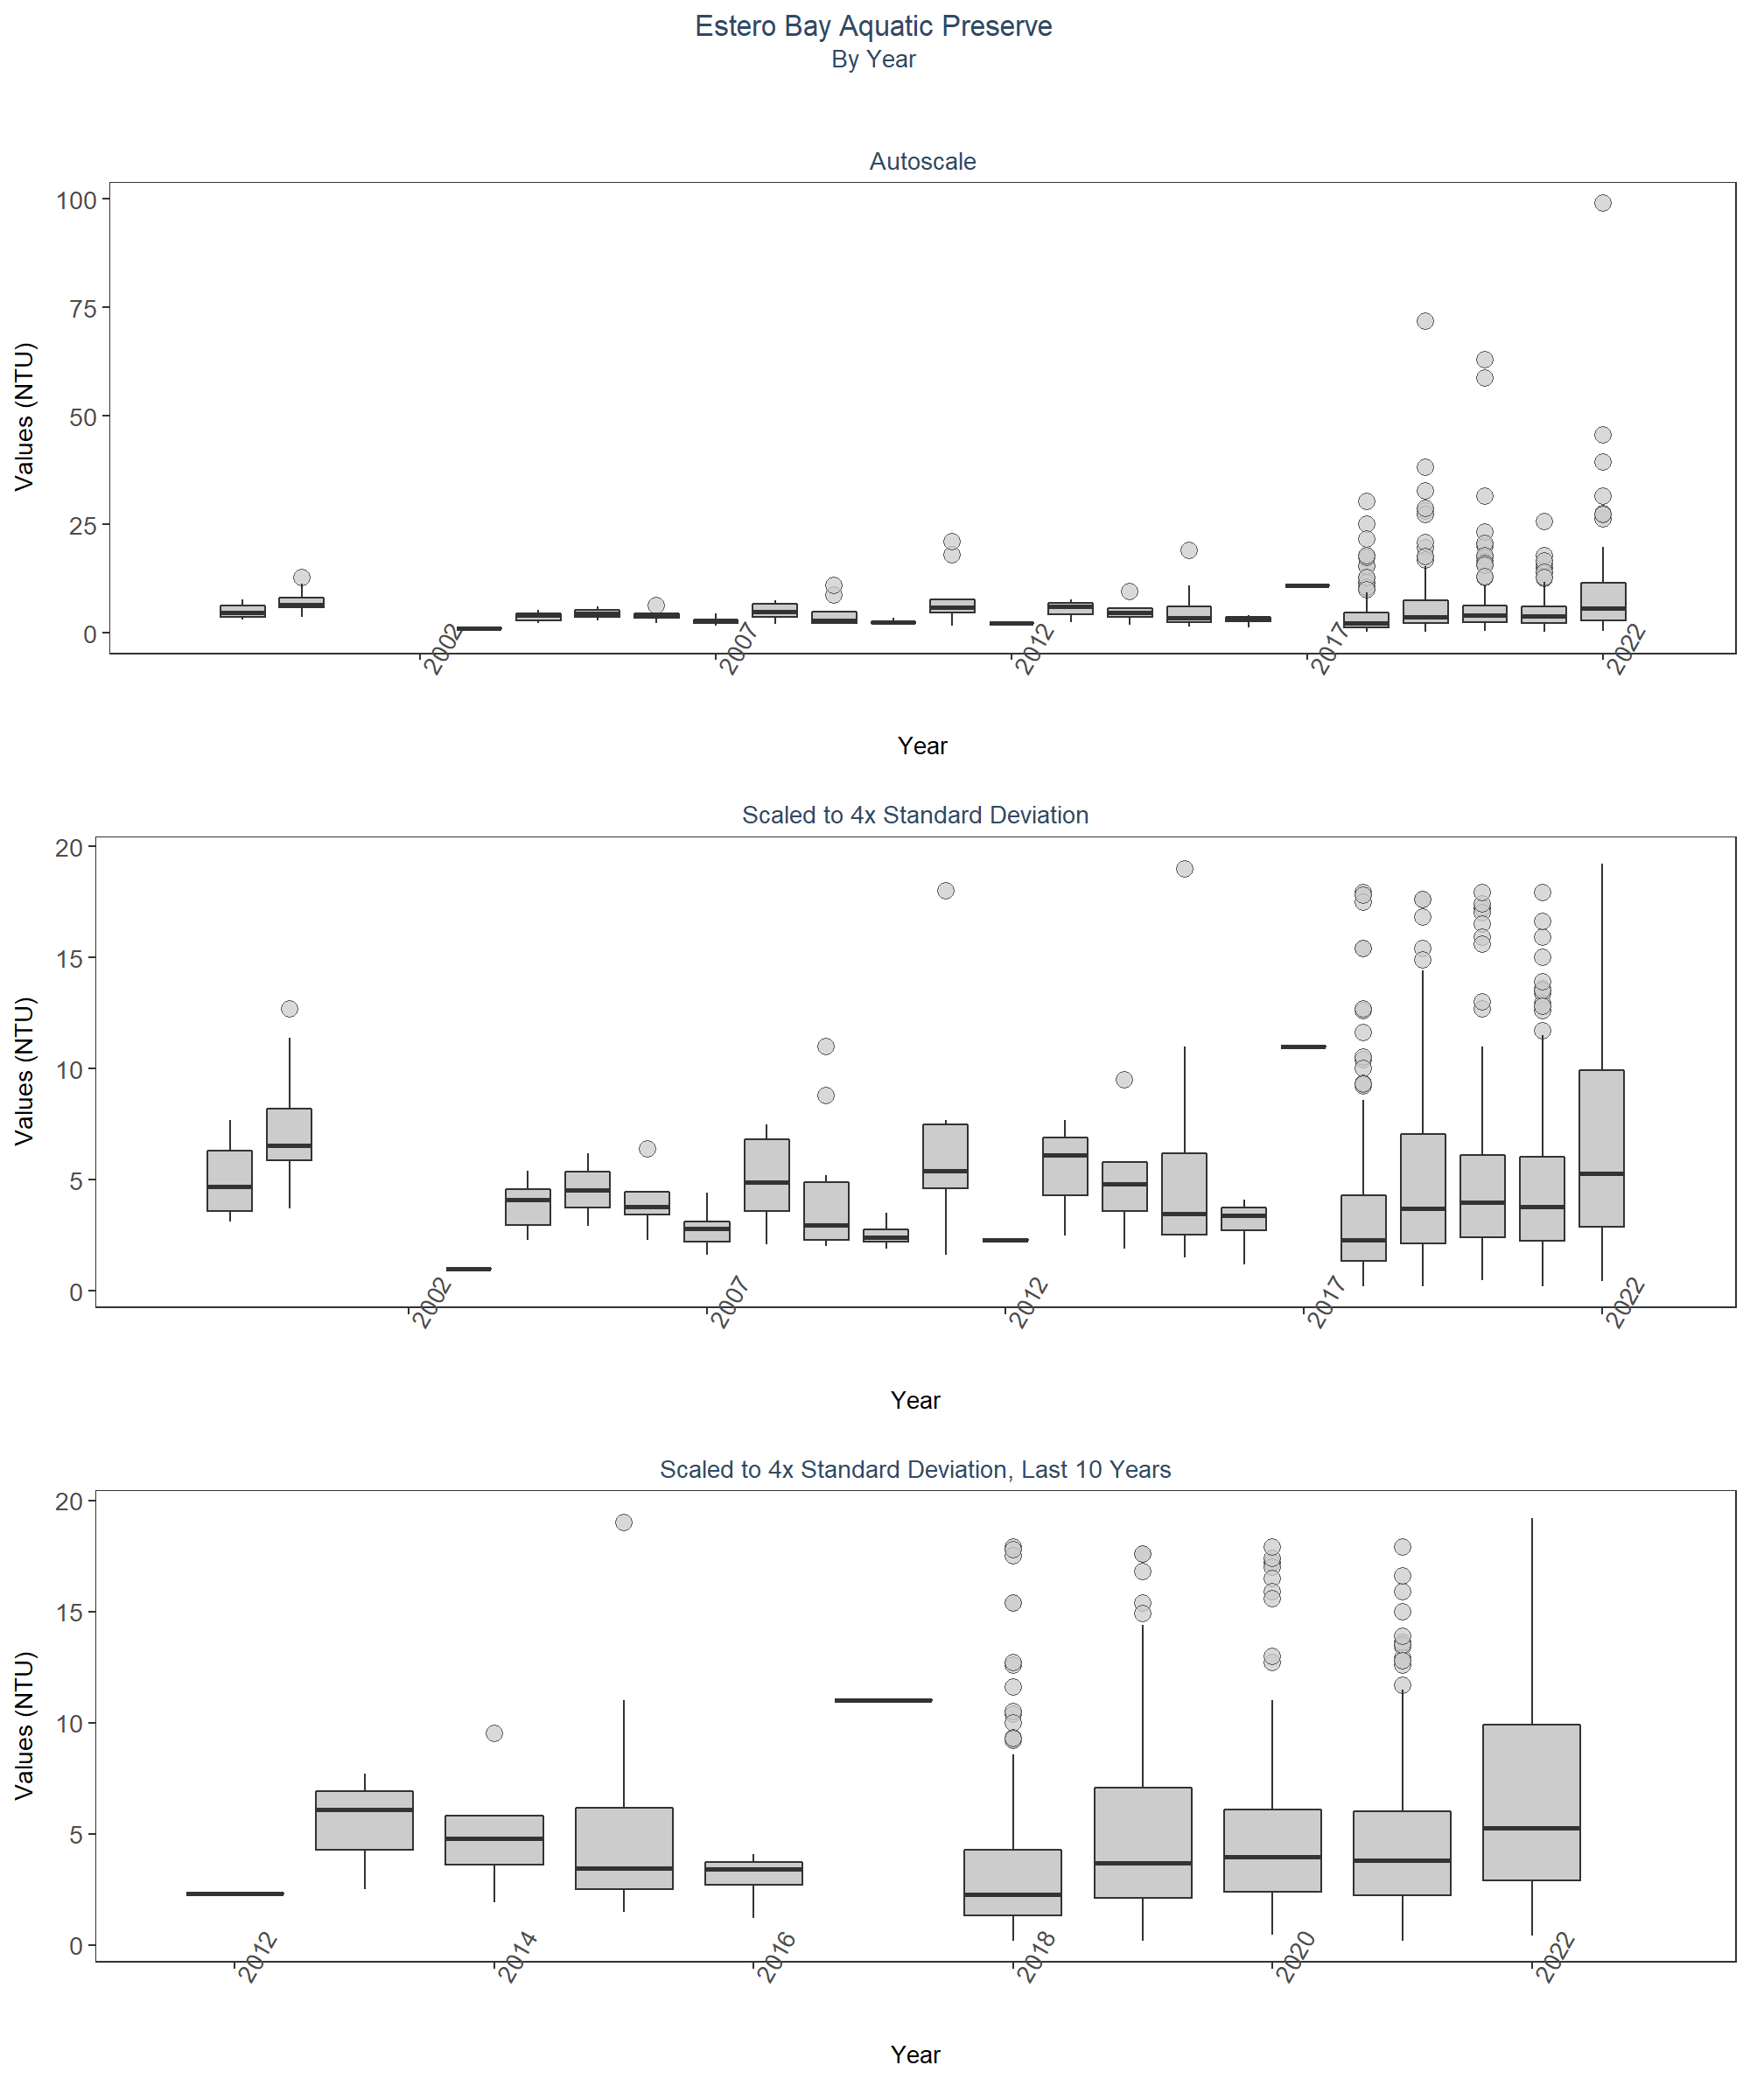 Estero Bay Aquatic Preserve
By Year
Autoscale
100
75
50
25
0
Values (NTU)
2002 2007 2012 2017 2022
Year
Scaled to 4x Standard Deviation
20
15
10
5
0
Values (NTU)
2002 2007 2012 2017 2022
Year
Scaled to 4x Standard Deviation, Last 10 Years
20
15
10
5
0
Values (NTU)
2012 2014 2016 2018 2020 2022
Year